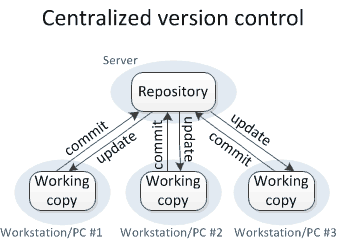 Centralized version control
Server
Repository
commit
update
commit
update
update
commit
Working
copy
Working
copy
Working
copy
Workstation/PC #1
Workstation/PC #2
Workstation/PC #3